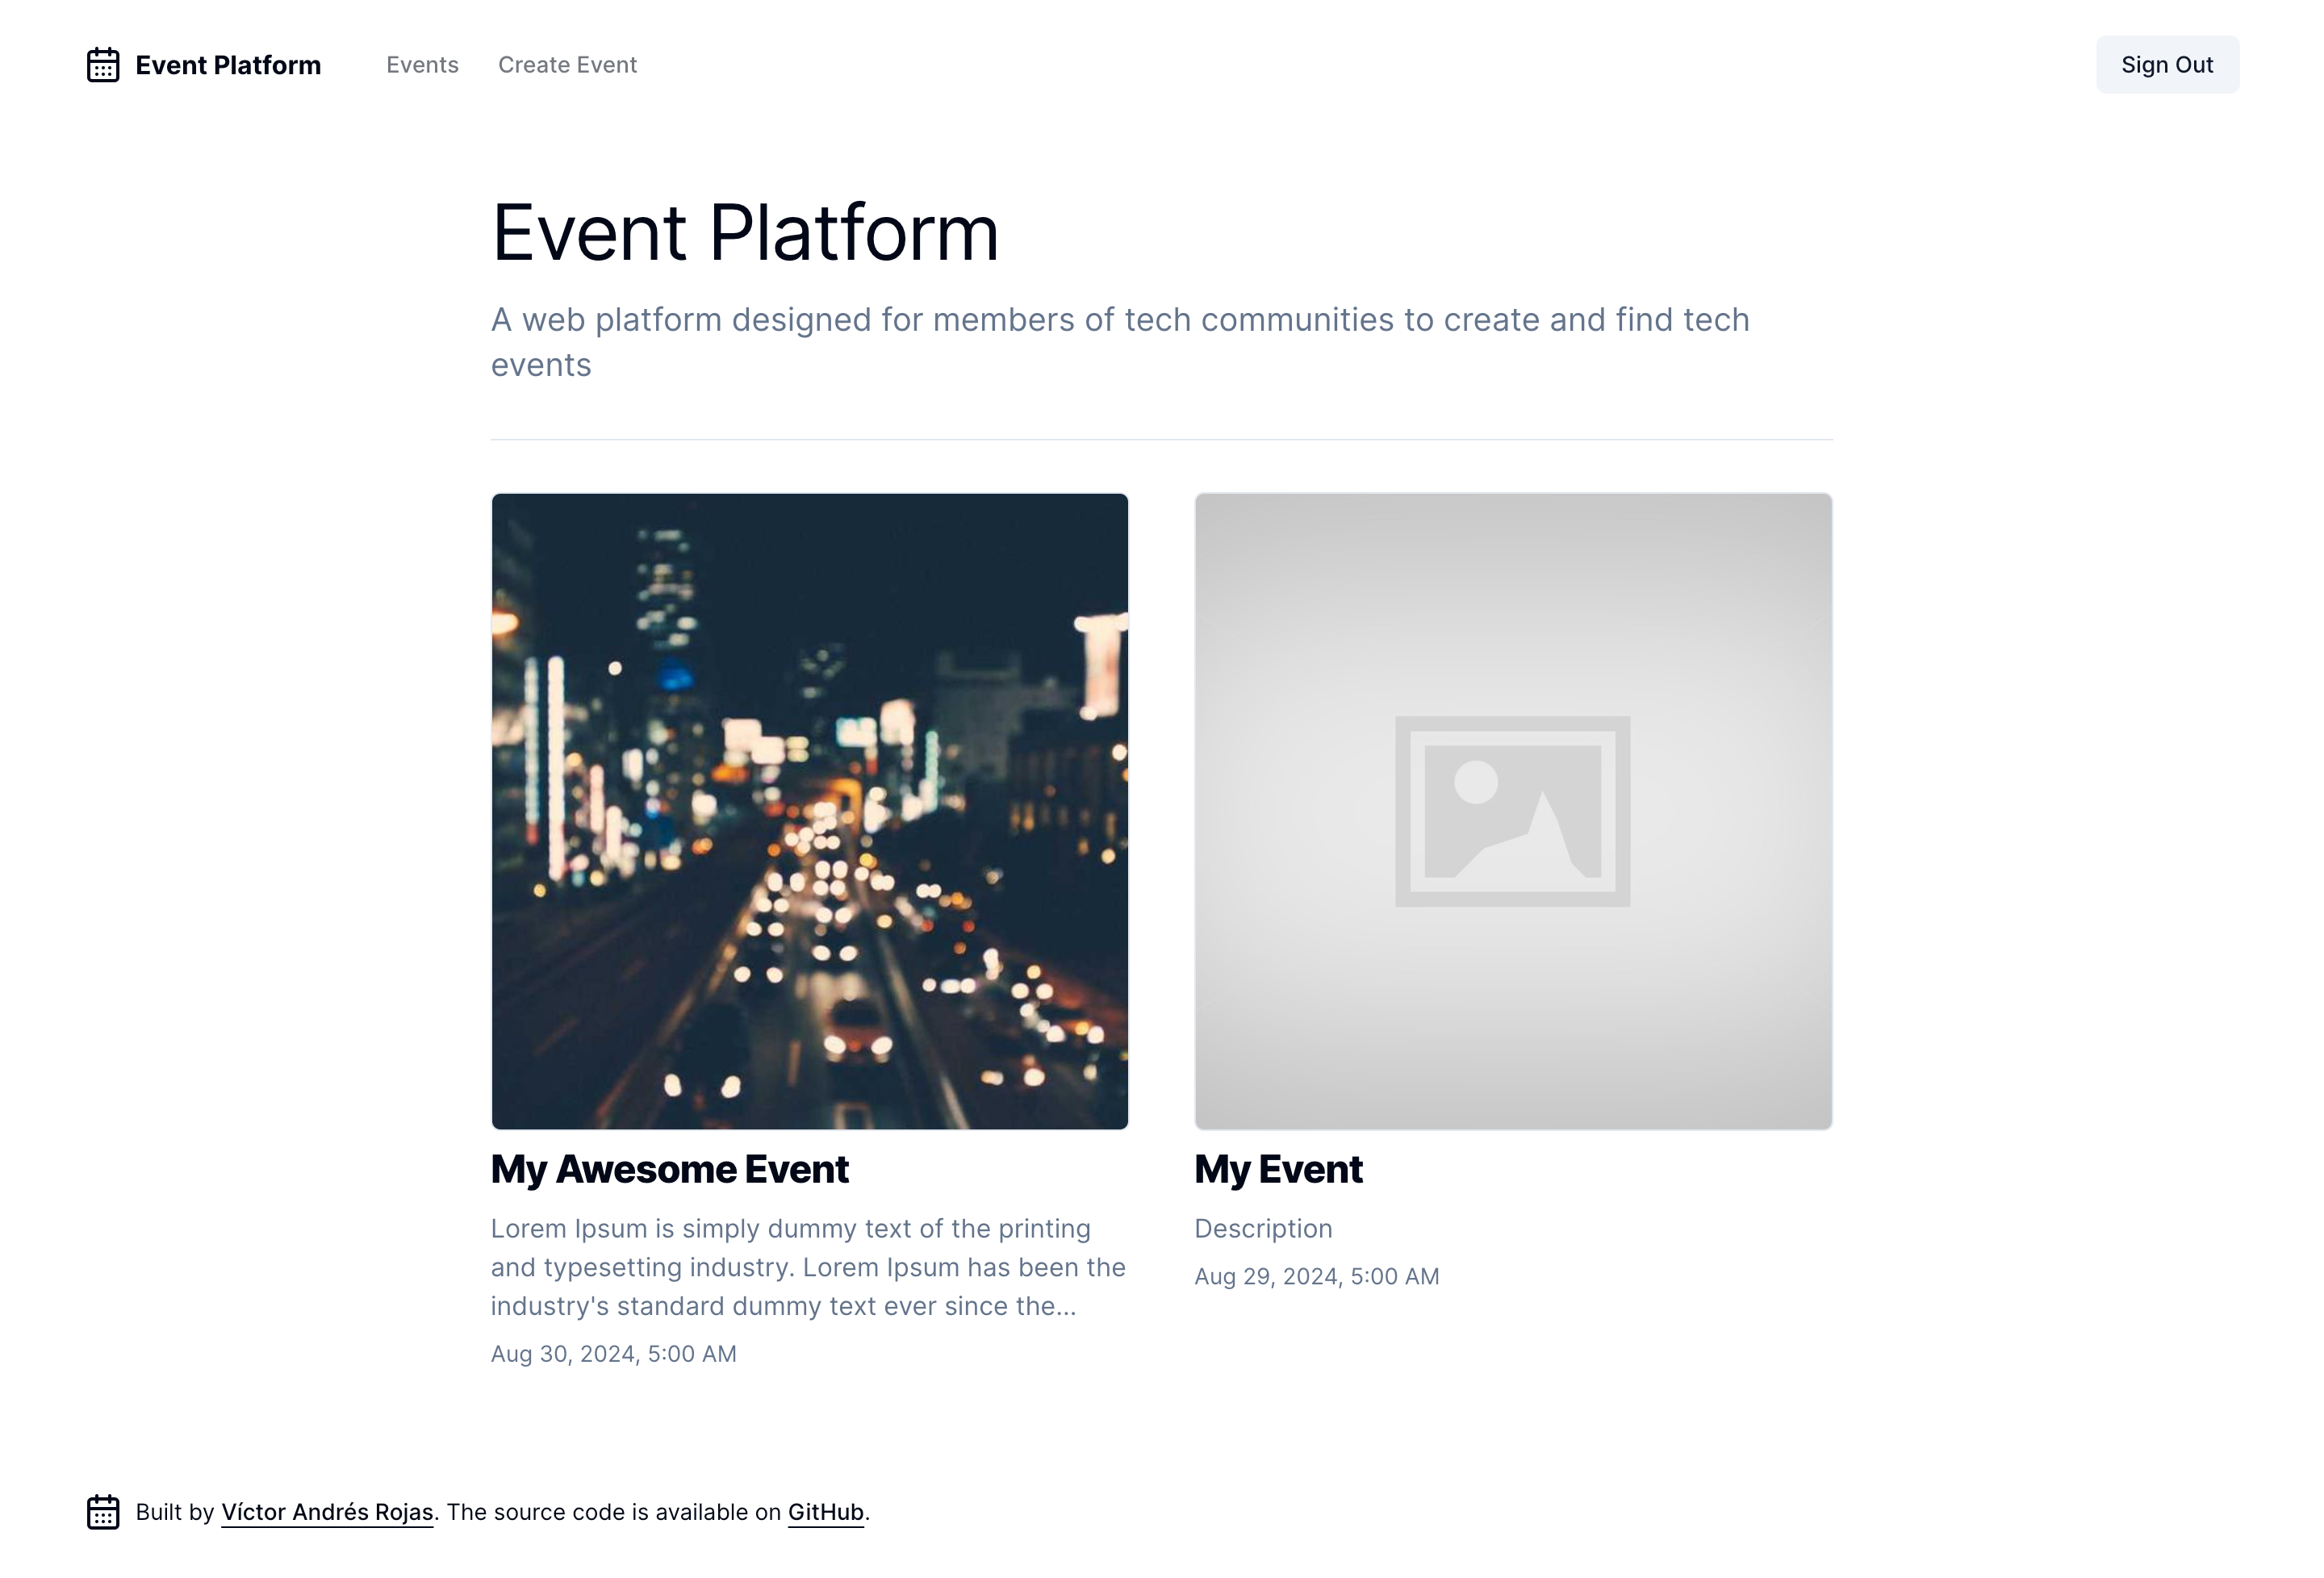 Event Platform
Events
Create Event
Sign Out
Event Platform
A web platform designed for members of tech communities to create and find tech
events
My Awesome Event
Lorem Ipsum is simply dummy text of the printing
and typesetting industry. Lorem Ipsum has been the
industry's standard dummy text ever since the...
Aug 30, 2024, 5:00 AM
My Event
Description
Aug 29, 2024, 5:00 AM
Built by Víctor Andrés Rojas. The source code is available on GitHub.